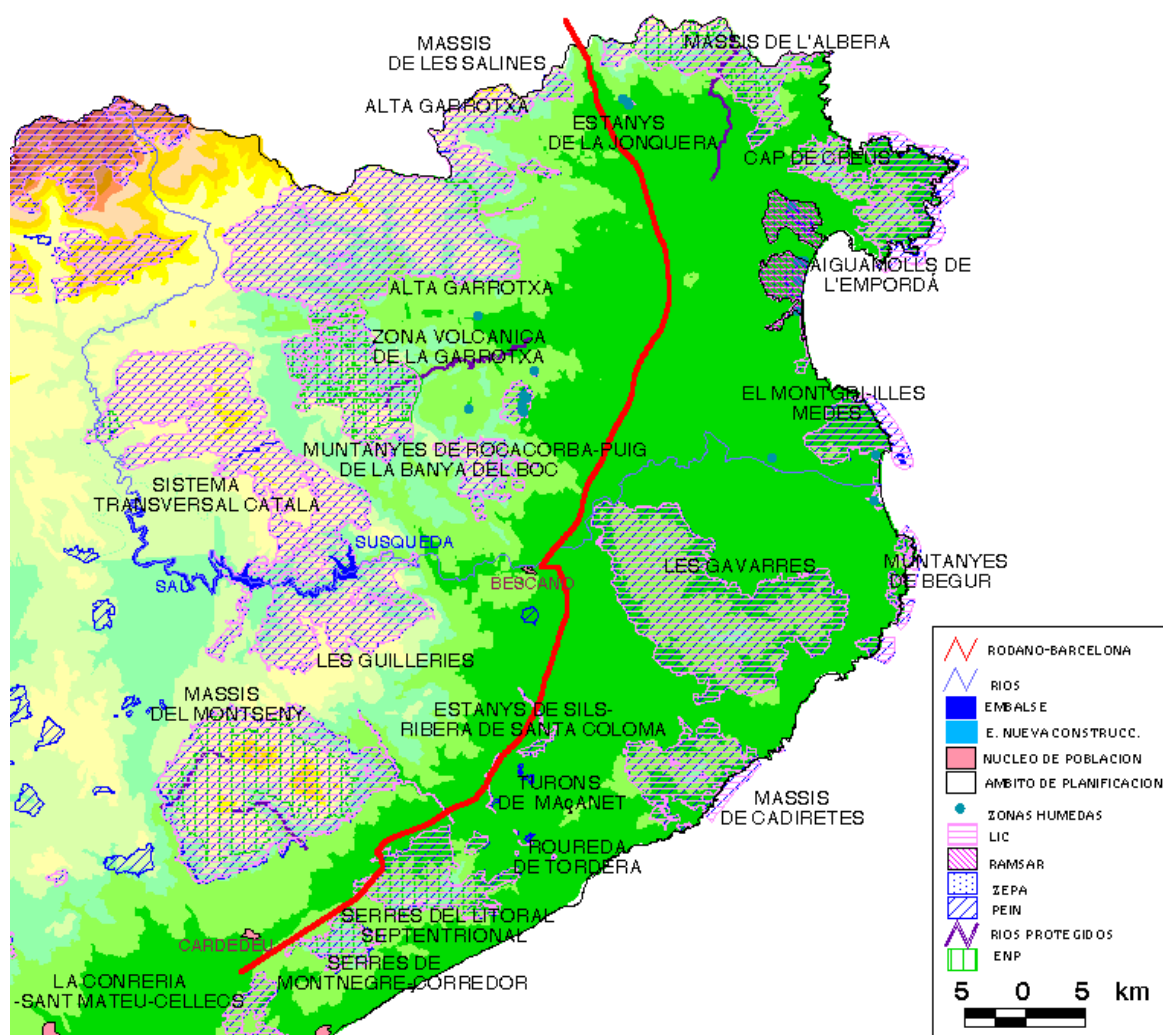 MASSIS
DE LES SALINES
MASSIS DE L'ALBERA
ALTA GARROTXA
ESTANYS
DE LA JONQUERA
CAP DE CREUS
AIGUAMOLLS DE
L'EMPORDÀ
ALTA GARROTXA
ZONA VOLCANICA
DE LA GARROTXA
EL MONTGRI-ILLES
MEDES
MUNTANYES DE ROCACORBA-PUIG
DE LA BANYA DEL BOC
SISTEMA
TRANSVERSAL CATALA
SUSQUEDA
SAU
BESCANO
LES GAVARRES
MUNTANYES
DE BEGUR
LES GUILLERIES
MASSIS
DEL MONTSENY
ESTANYS DE SILS-
RIBERA DE SANTA COLOMA
TURONS
DE MAÇANET
MASSIS
DE CADIRETES
ROUREDA
DE TORDERA
SERRES DEL LITORAL
SEPTENTRIONAL
CARDEDEU
SERRES DE
MONTNEGRE-CORREDOR
LA CONRERIA
-SANT MATEU-CELLECS
RODANO-BARCELONA
RIOS
EMBALSE
E. NUEVA CONSTRUCC.
NUCLEO DE POBLACION
AMBITO DE PLANIFICACION
ZONAS HUMEDAS
LIC
RAMSAR
ZEPA
PEIN
RIOS PROTEGIDOS
ENP
5 0 5 km